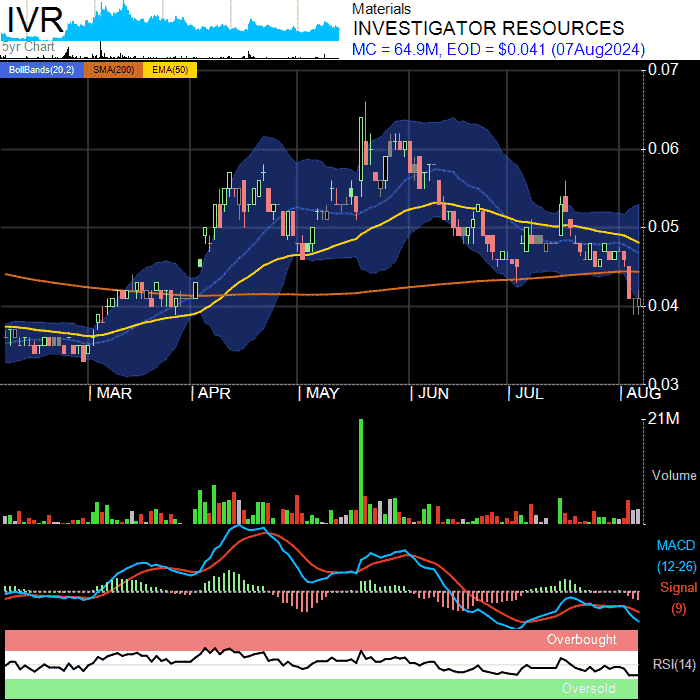 IVR
5yr Chart
Materials
INVESTIGATOR RESOURCES
MC = 64.9M, EOD = $0.041 (07Aug2024)
BollBands(20,2) SMA(200) EMA(50)
0.07
0.06
0.05
0.04
0.03
MAR APR MAY JUN JUL AUG
21M
Volume
MACD
(12-26)
Signal
(9)
Overbought
RSI(14)
Oversold